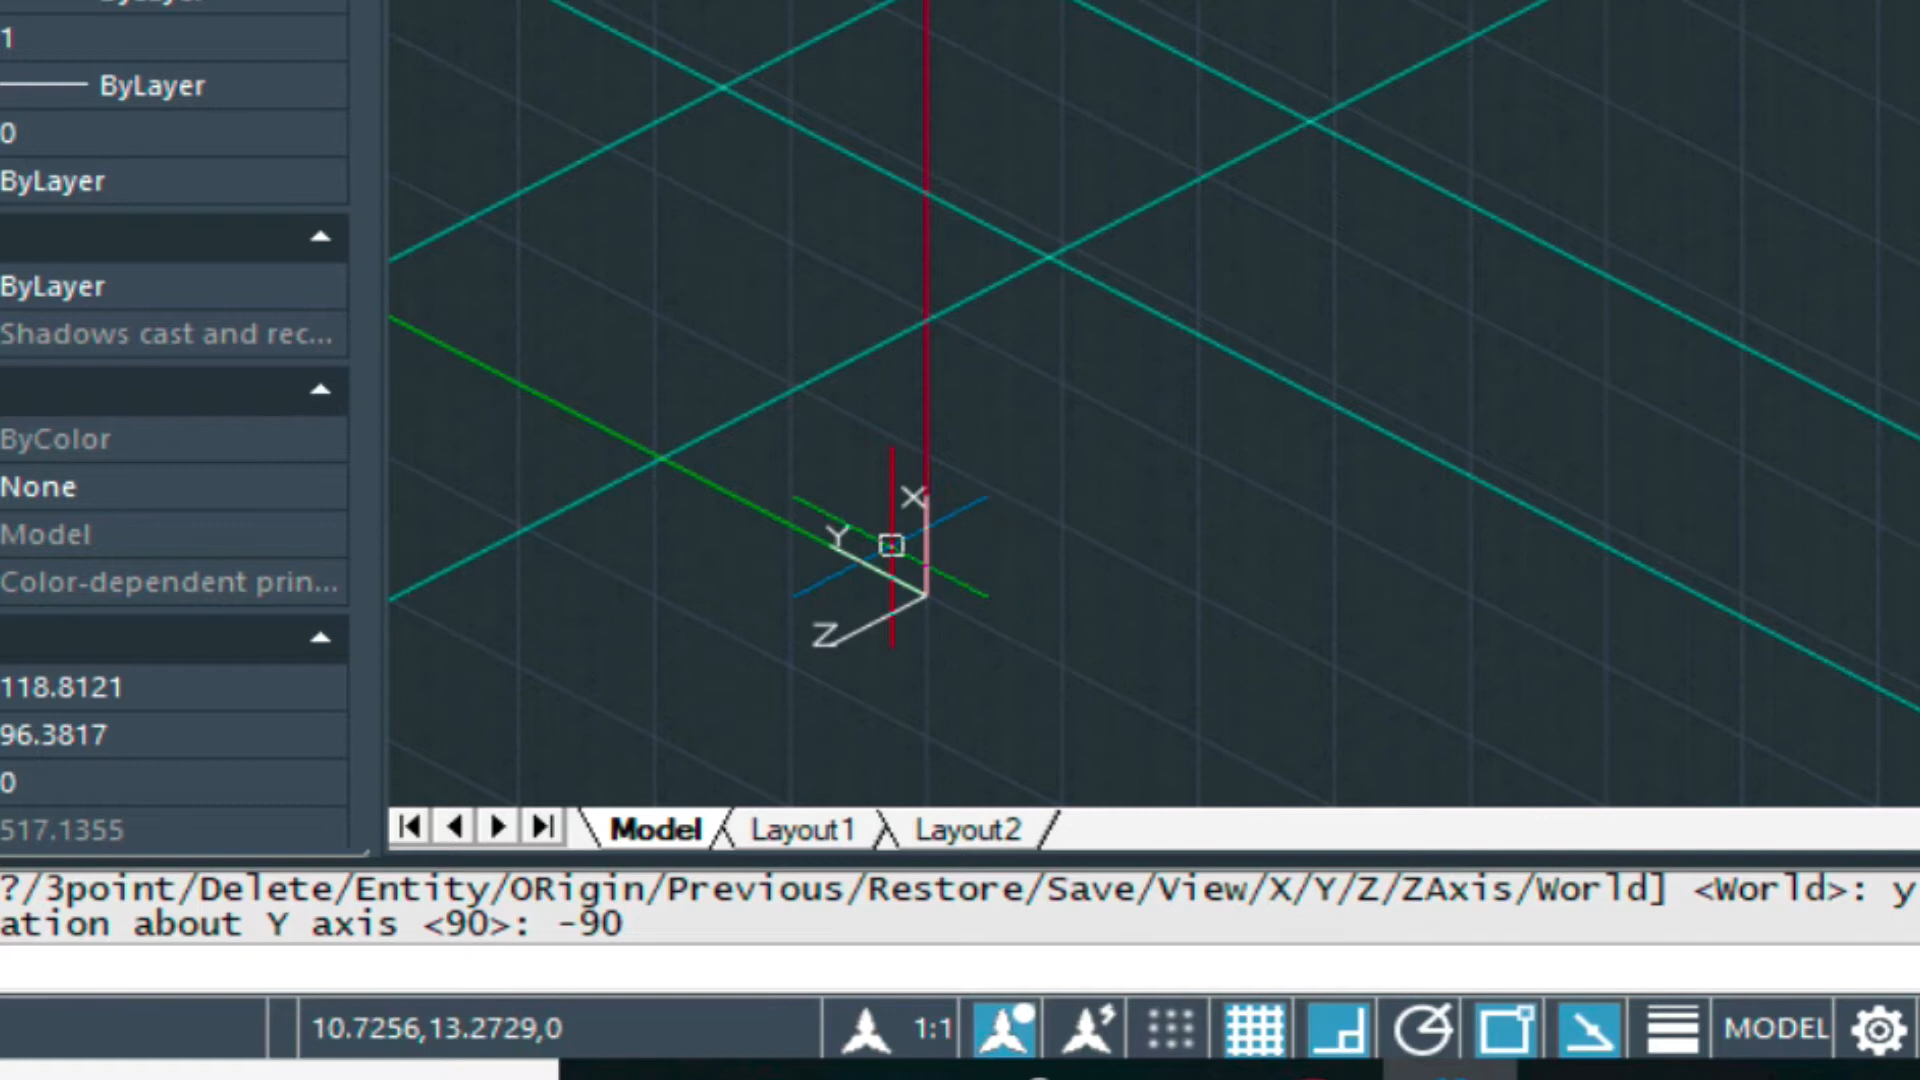 ByLayer
1
ByLayer
0
ByLayer
ByLayer
Shadows cast and rec...
ByColor
None
Model
Color-dependent prin...
118.8121
96.3817
0
517.1355
X
Y
Z
Model Layout1 Layout2
?/3point/Delete/Entity/ORigin/Previous/Restore/Save/View/X/Y/Z/ZAxis/World] <World>: y
ation about Y axis <90>: -90
10.7256,13.2729,0 1:1 MODEL